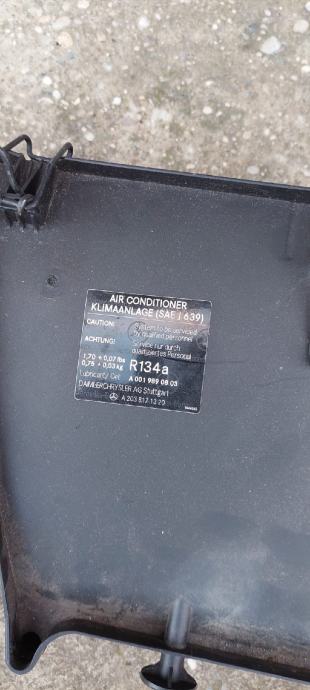 AIR CONDITIONER
KLIMAANLAGE (SAE J 639)
CAUTION: System to be serviced
by qualified personnel
ACHTUNG: Service nur durch
qualifiziertes Personal
1,70 ± 0,07 lbs
0,75 ± 0,03 kg R134a
Lubricant/Oel: A 001 989 08 03
DAIMLERCHRYSLER AG Stuttgart
A 203 817 13 20